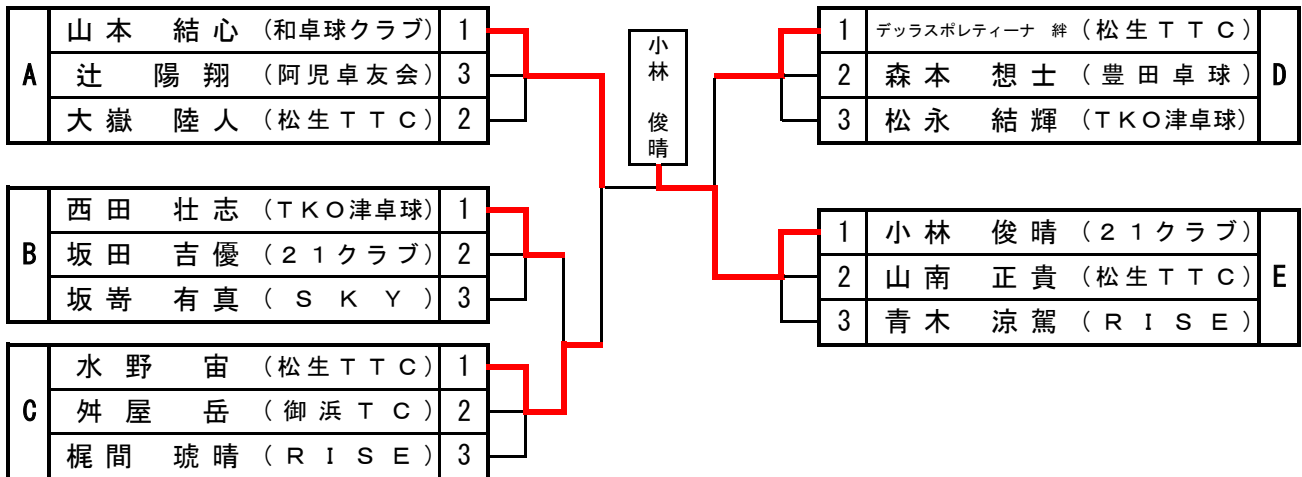 A
山本 結心 (和卓球クラブ) 1
辻 陽翔 (阿児卓友会) 3
大嶽 陸人 (松生TTC) 2
B
西田 壮志 (TKO津卓球) 1
坂田 吉優 (21クラブ) 2
坂嵜 有真 (SKY) 3
C
水野 宙 (松生TTC) 1
舛屋 岳 (御浜TC) 2
梶間 琥晴 (RISE) 3
小林 俊晴
D
1 デッラスポレティーナ 絆 (松生TTC)
2 森本 想士 (豊田卓球)
3 松永 結輝 (TKO津卓球)
E
1 小林 俊晴 (21クラブ)
2 山南 正貴 (松生TTC)
3 青木 涼駕 (RISE)